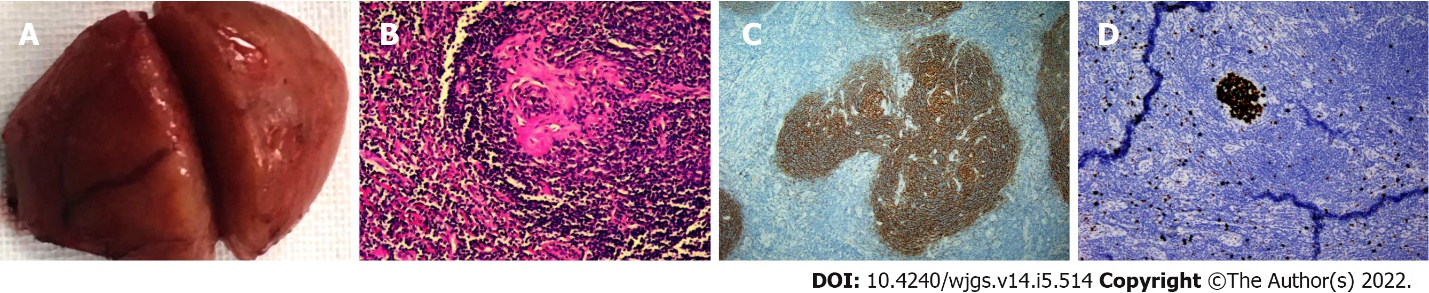 A
B
C
D
DOI: 10.4240/wjgs.v14.i5.514 Copyright ©The Author(s) 2022.